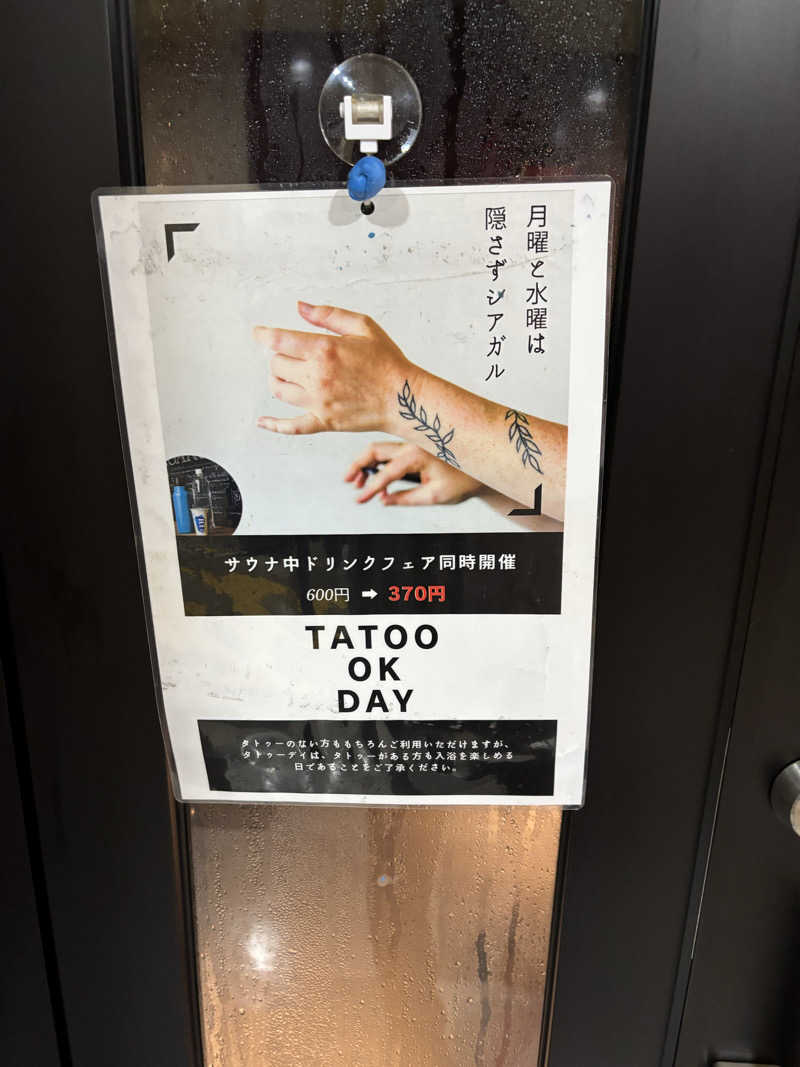 月曜と水曜は
隠さずジアガル
サウナ中ドリンクフェア同時開催
600円 ➡ 370円
TATOO
OK
DAY
タトゥーのない方ももちろんご利用いただけますが、
タトゥーデイは、タトゥーがある方も入浴を楽しめる
日であることをご了承ください。